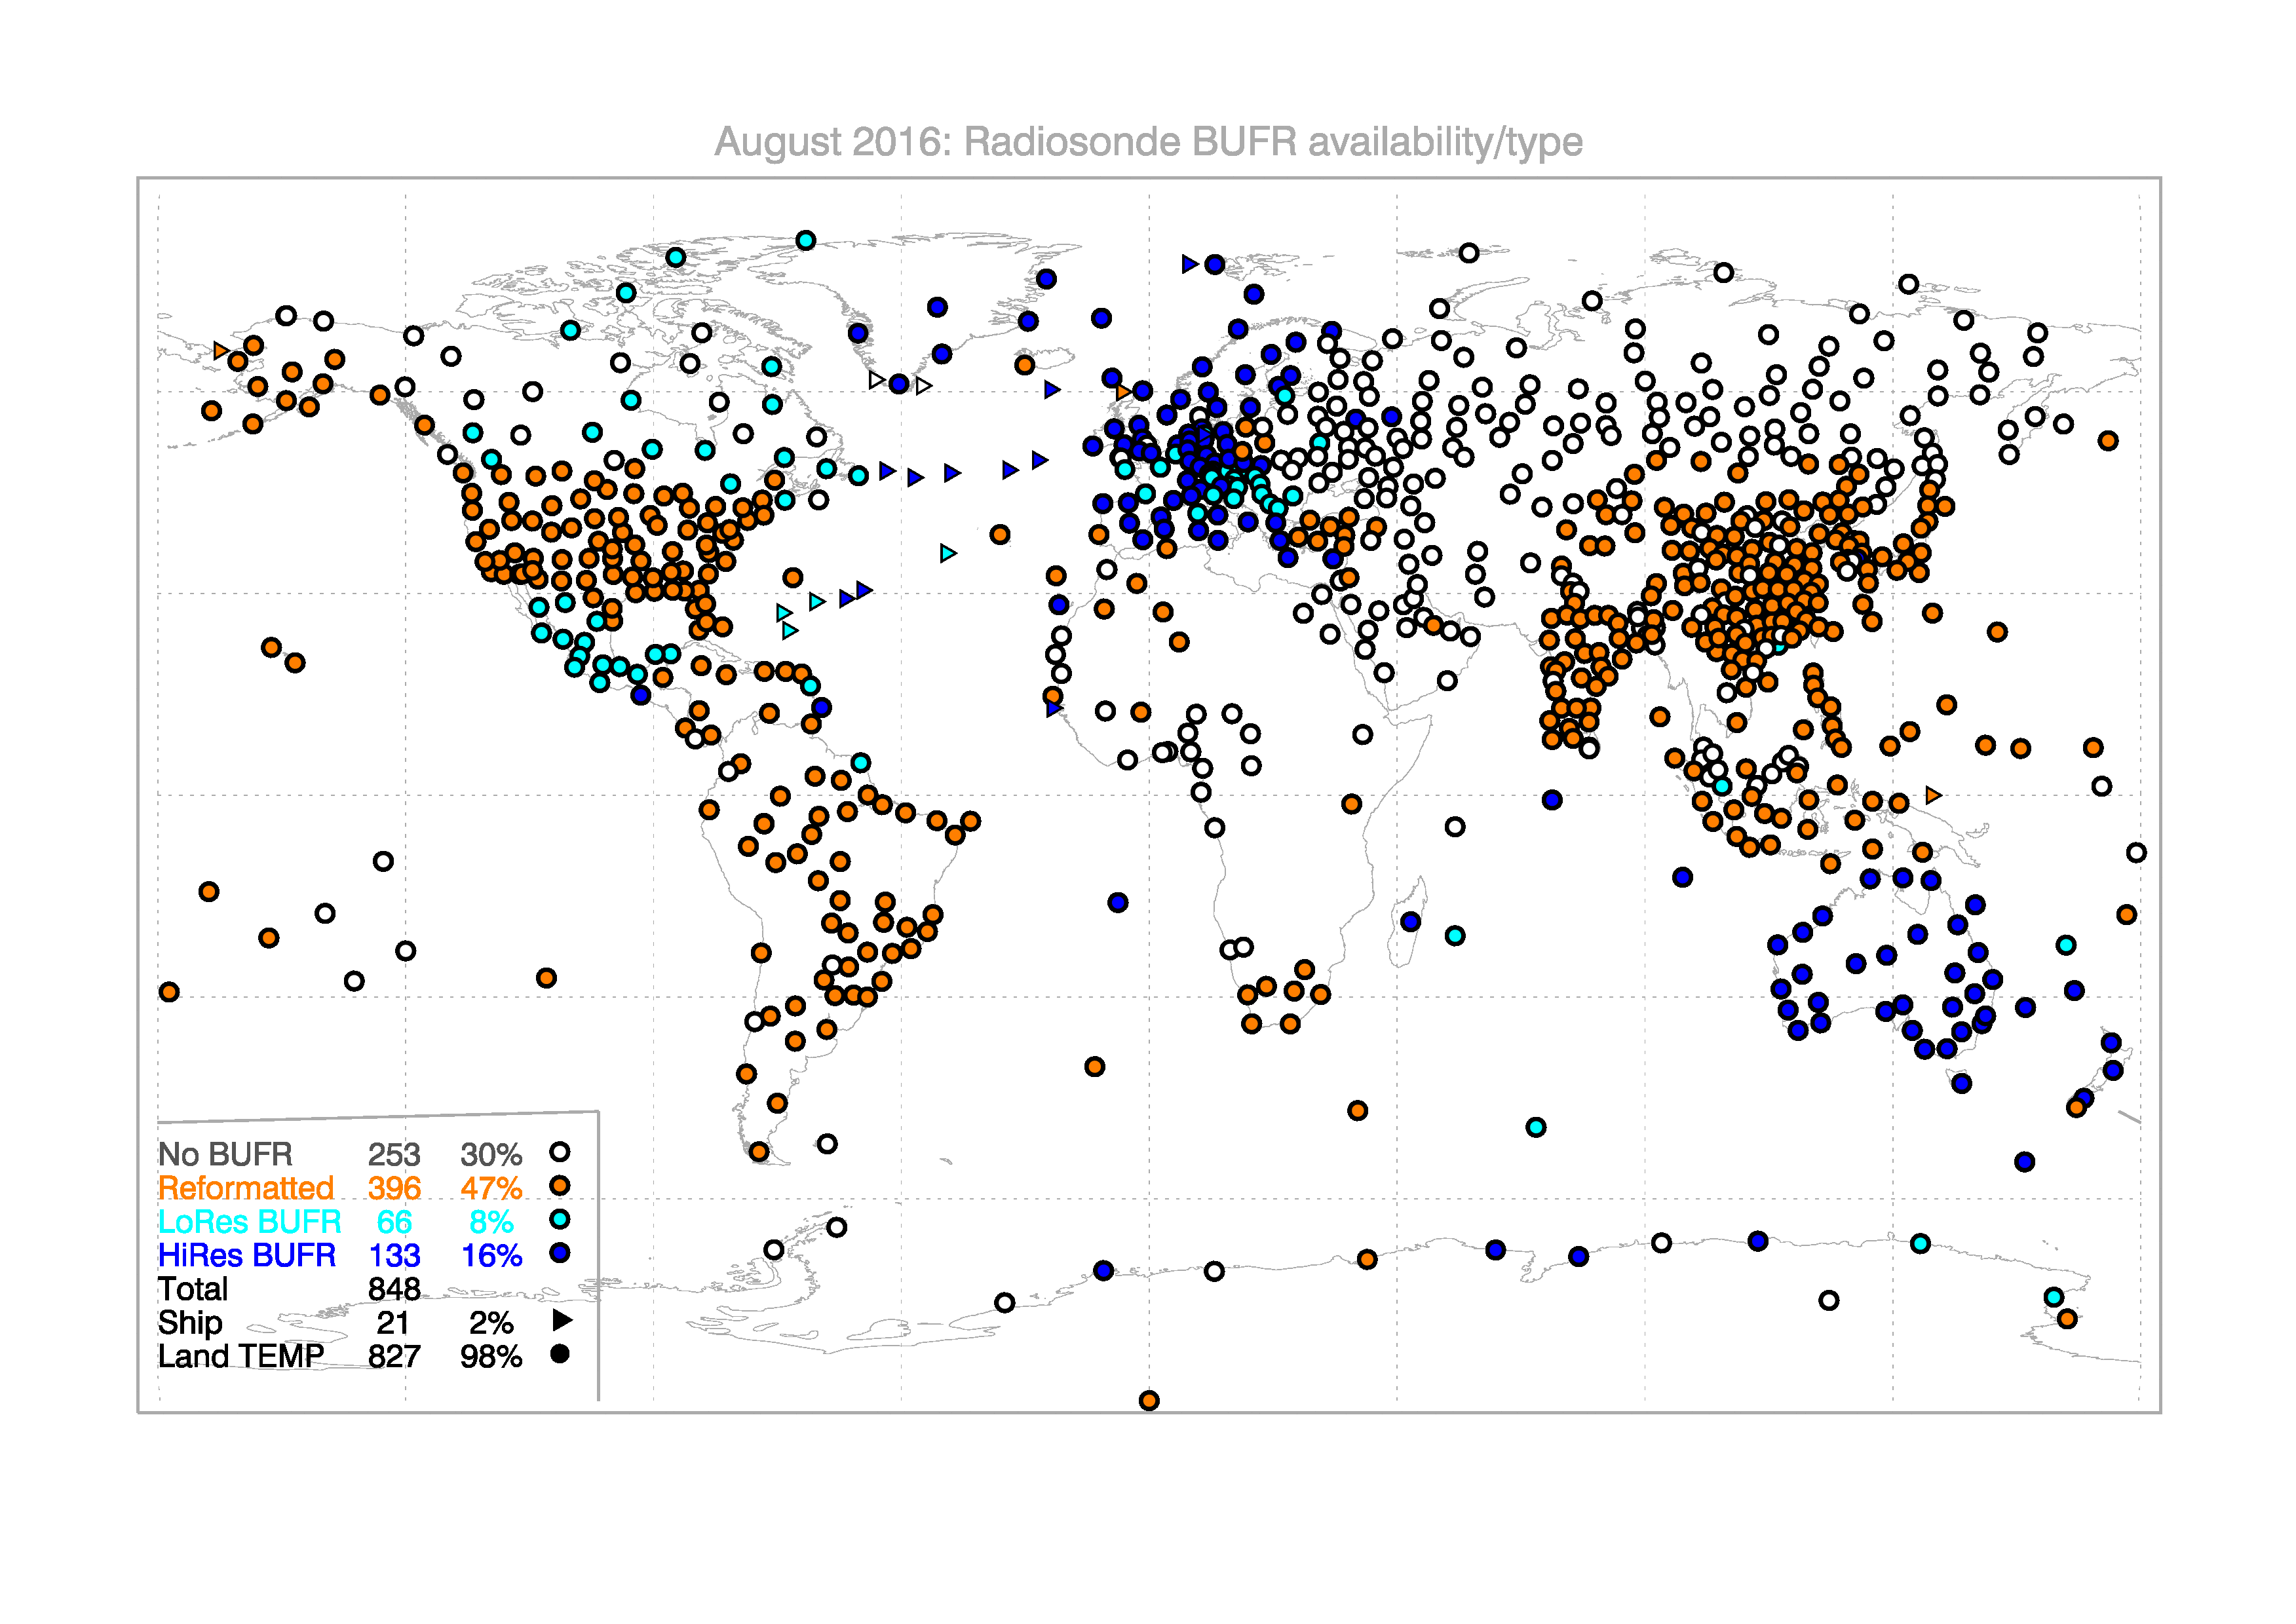 August 2016: Radiosonde BUFR availability/type
No BUFR 253 30%
Reformatted 396 47%
LoRes BUFR 66 8%
HiRes BUFR 133 16%
Total 848
Ship 21 2%
Land TEMP 827 98%